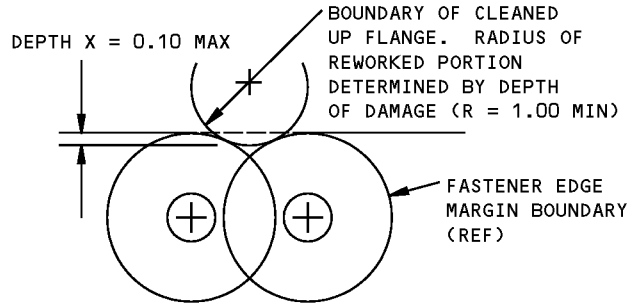 BOUNDARY OF CLEANED
UP FLANGE. RADIUS OF
REWORKED PORTION
DETERMINED BY DEPTH
OF DAMAGE (R = 1.00 MIN)
DEPTH X = 0.10 MAX
FASTENER EDGE
MARGIN BOUNDARY
(REF)